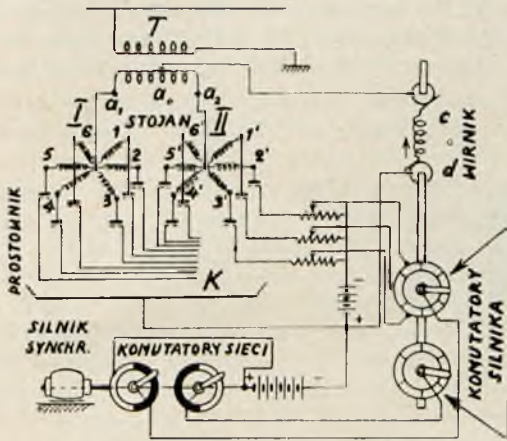 T
a₁ a₀ a₂
I STOJAN II
6 1 6' 1'
5 2 5' 2'
4 3 4' 3'
K
PROSTOWNIK
c
d
WIRNIK
+
−
KOMUTATORY SILNIKA
SILNIK
SYNCHR.
KOMUTATORY SIECI
+ −